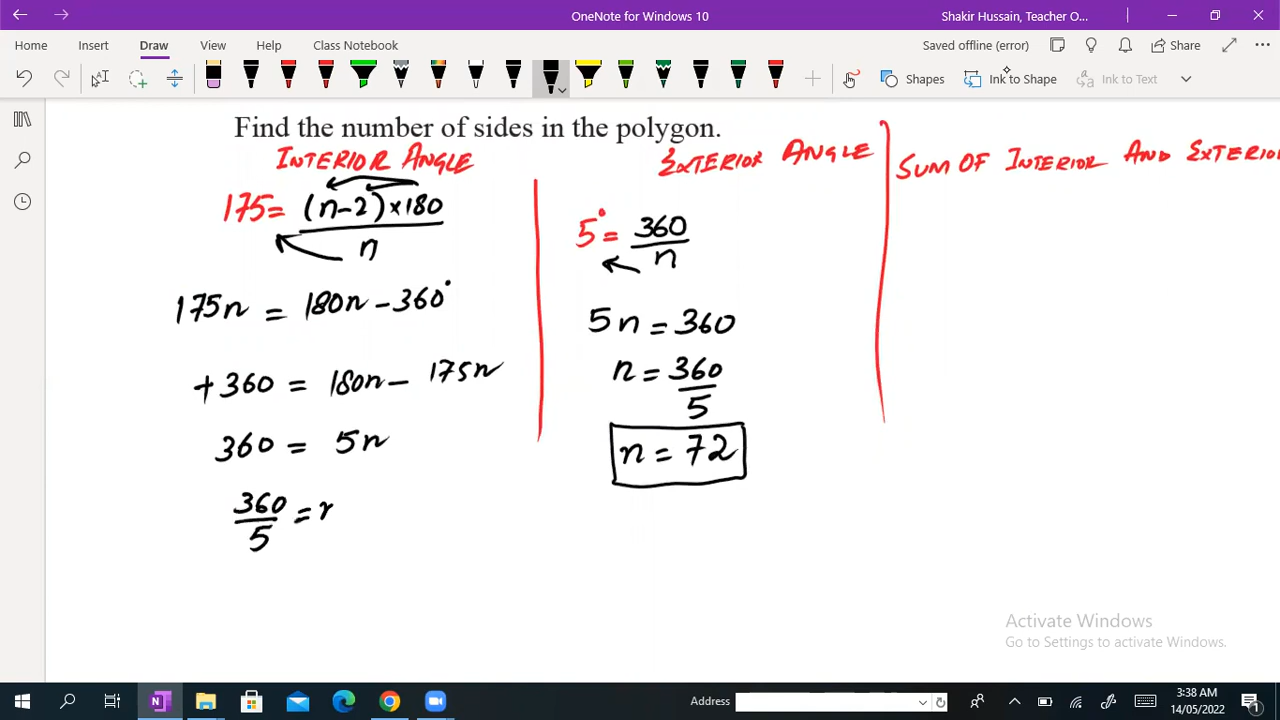 OneNote for Windows 10
Shakir Hussain, Teacher O...
Home Insert Draw View Help Class Notebook
Saved offline (error) Share
Shapes Ink to Shape Ink to Text
Find the number of sides in the polygon.
INTERIOR ANGLE
175 = (n-2)×180
n
175n = 180n - 360°
+360 = 180n - 175n
360 = 5n
360
5 = n
EXTERIOR ANGLE
5° = 360
n
5n = 360
n = 360
5
n = 72
SUM OF INTERIOR AND EXTERIO
Activate Windows
Go to Settings to activate Windows.
Address
3:38 AM
14/05/2022